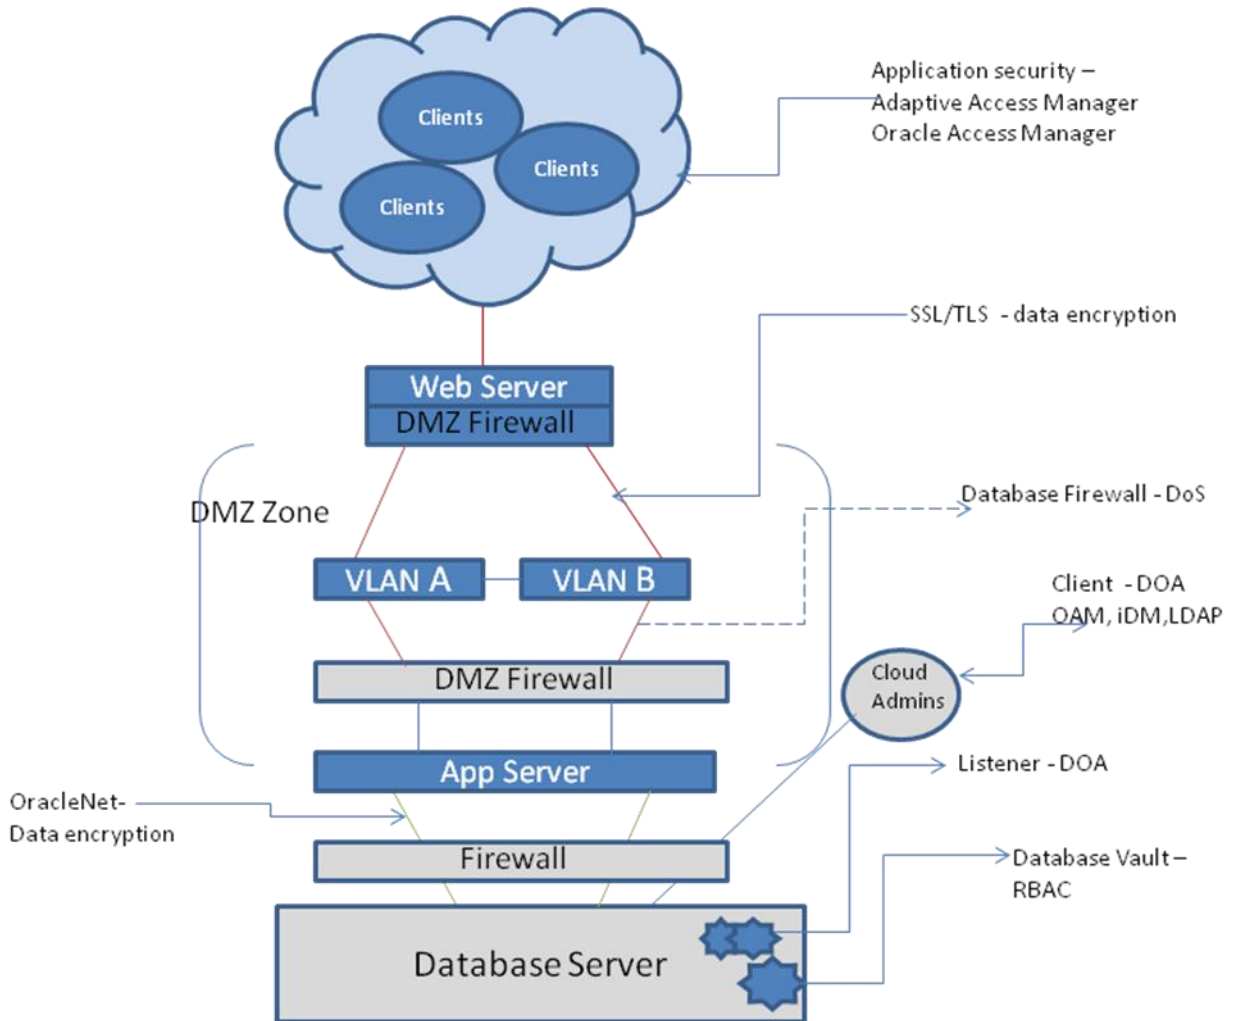 Application security –
Adaptive Access Manager
Oracle Access Manager
Clients
Clients
Clients
SSL/TLS - data encryption
Web Server
DMZ Firewall
DMZ Zone
Database Firewall - DoS
VLAN A
VLAN B
Client - DOA
OAM, iDM,LDAP
DMZ Firewall
Cloud
Admins
App Server
Listener - DOA
OracleNet-
Data encryption
Firewall
Database Vault –
RBAC
Database Server